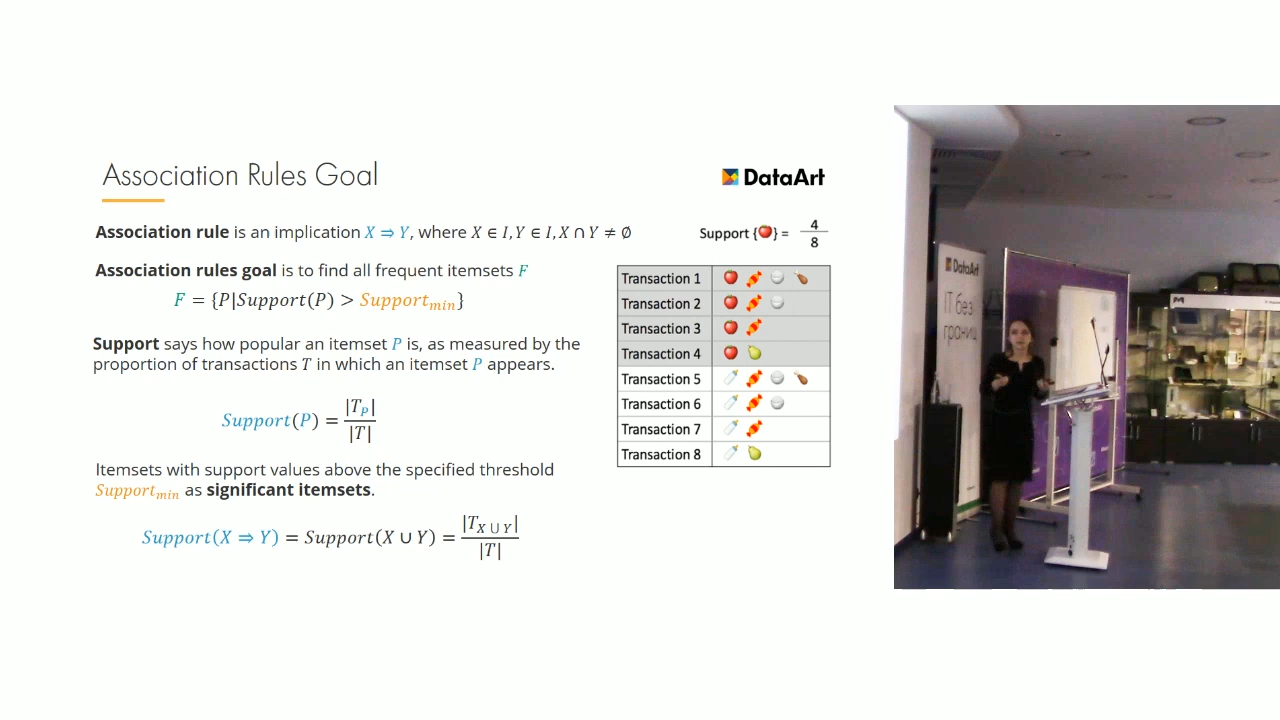 Association Rules Goal
DataArt
Association rule is an implication X ⇒ Y, where X ∈ I, Y ∈ I, X ∩ Y ≠ ∅
Association rules goal is to find all frequent itemsets F
F = {P|Support(P) > Support_min}
Support says how popular an itemset P is, as measured by the
proportion of transactions T in which an itemset P appears.
Support(P) = |T_P| / |T|
Itemsets with support values above the specified threshold
Support_min as significant itemsets.
Support(X ⇒ Y) = Support(X ∪ Y) = |T_X ∪ Y| / |T|
Support {🍎} = 4 / 8
Transaction 1
Transaction 2
Transaction 3
Transaction 4
Transaction 5
Transaction 6
Transaction 7
Transaction 8
DataArt
IT без
границ